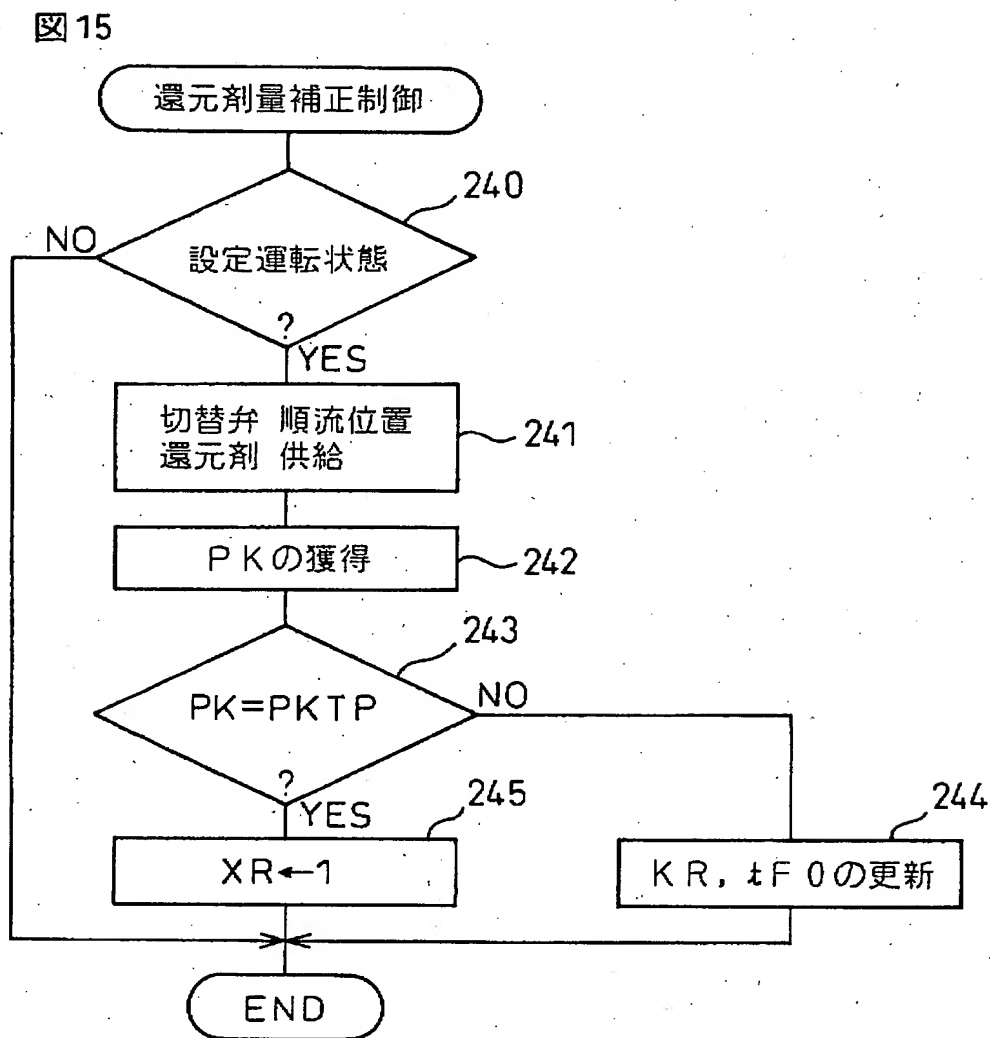 図15
還元剤量補正制御
240
NO
設定運転状態
?
YES
切替弁 順流位置
還元剤 供給
241
PKの獲得
242
243
PK=PKTP
NO
?
YES
245
244
XR←1
KR, tF0の更新
END